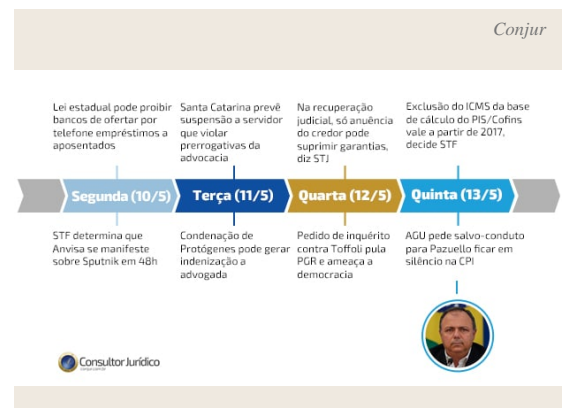 Conjur
Lei estadual pode proibir
bancos de ofertar por
telefone empréstimos a
aposentados
Santa Catarina prevê
suspensão a servidor
que violar
prerrogativas da
advocacia
Na recuperação
judicial, só anuência
do credor pode
suprimir garantias,
diz STJ
Exclusão do ICMS da base
de cálculo do PIS/Cofins
vale a partir de 2017,
decide STF
Segunda (10/5)
Terça (11/5)
Quarta (12/5)
Quinta (13/5)
STF determina que
Anvisa se manifeste
sobre Sputnik em 48h
Condenação de
Protógenes pode gerar
indenização a
advogada
Pedido de inquérito
contra Toffoli pula
PGR e ameaça a
democracia
AGU pede salvo-conduto
para Pazuello ficar em
silêncio na CPI
Consultor Jurídico